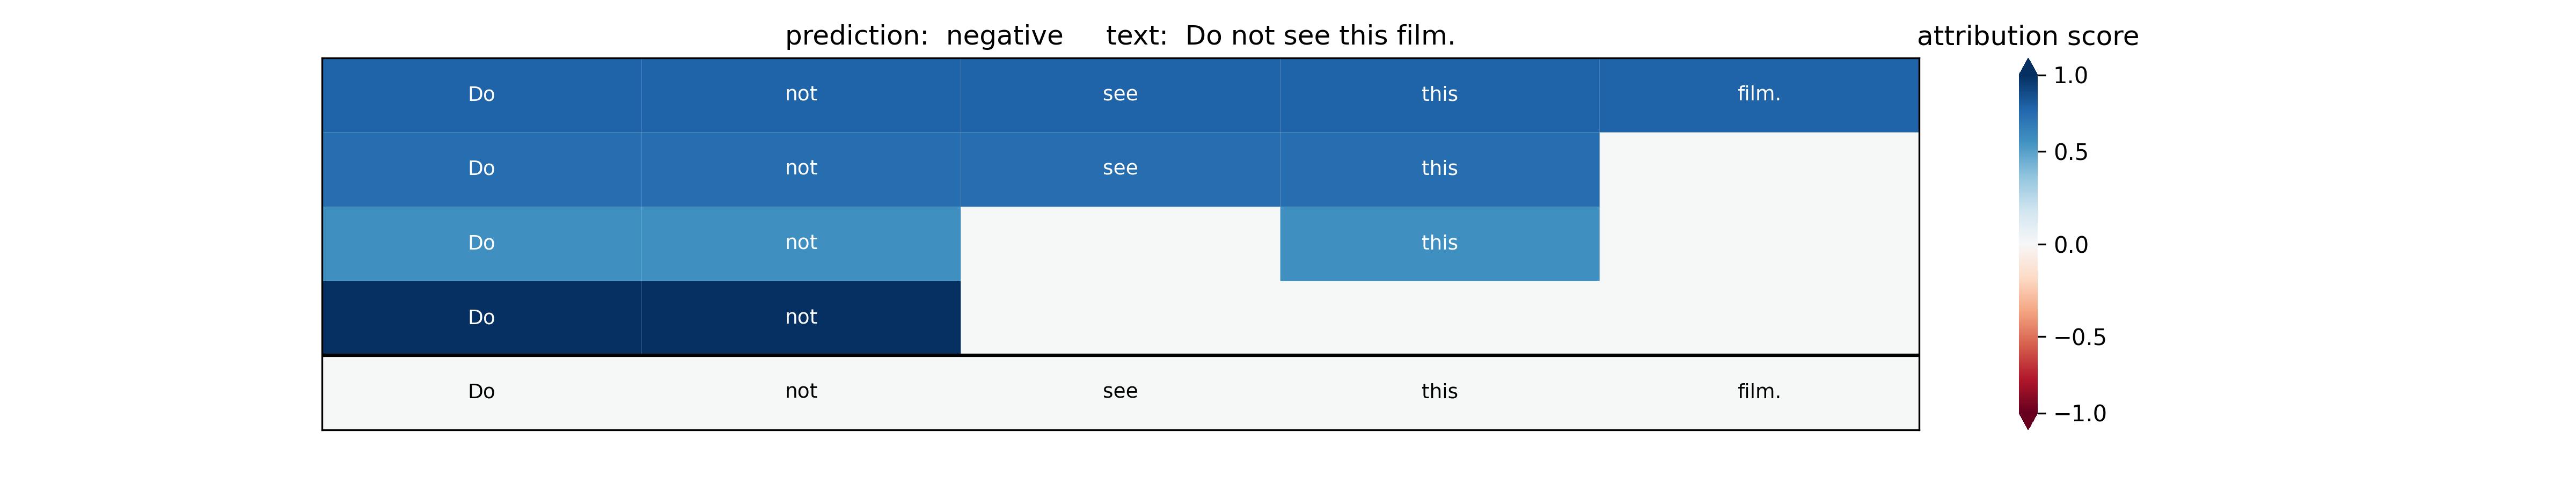 prediction:  negative     text:  Do not see this film.
attribution score
Do not see this film.
Do not see this
Do not this
Do not
Do not see this film.
1.0
0.5
0.0
−0.5
−1.0